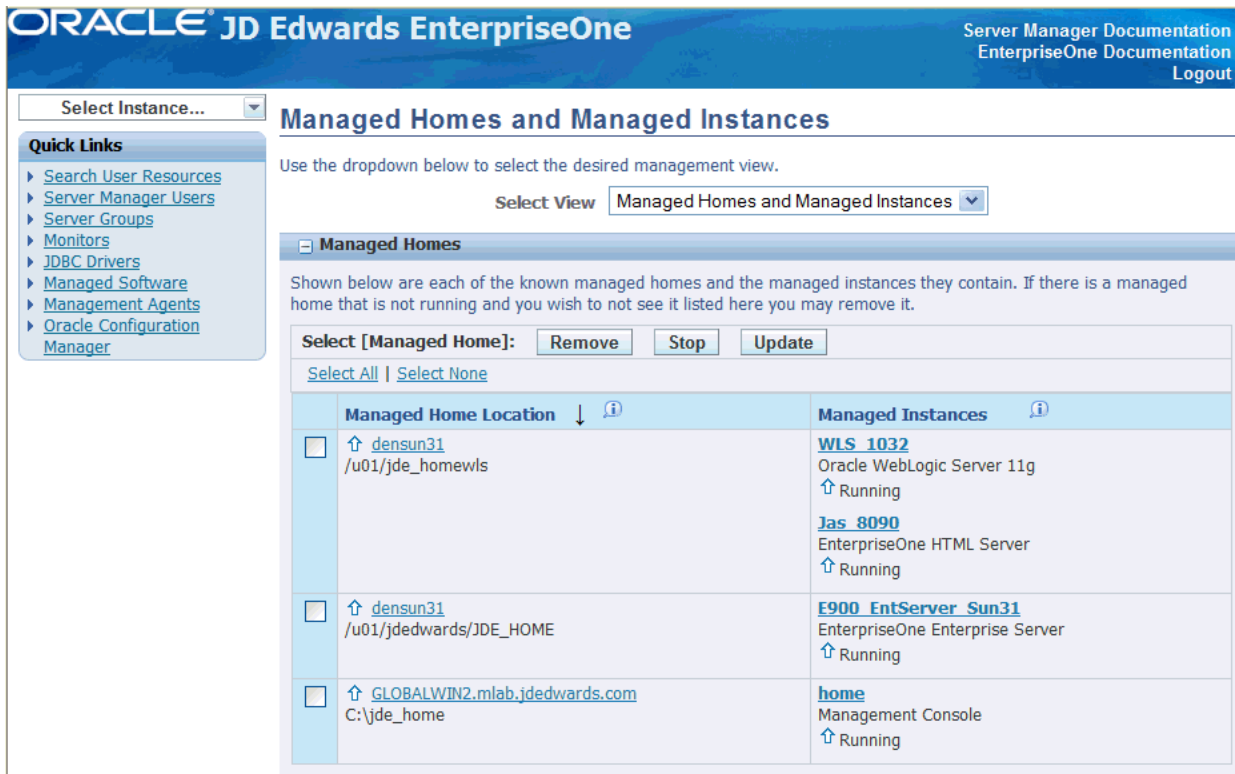 ORACLE JD Edwards EnterpriseOne
Server Manager Documentation
EnterpriseOne Documentation
Logout
Select Instance...
Quick Links
Search User Resources
Server Manager Users
Server Groups
Monitors
JDBC Drivers
Managed Software
Management Agents
Oracle Configuration
Manager
Managed Homes and Managed Instances
Use the dropdown below to select the desired management view.
Select View Managed Homes and Managed Instances
Managed Homes
Shown below are each of the known managed homes and the managed instances they contain. If there is a managed
home that is not running and you wish to not see it listed here you may remove it.
Select [Managed Home]: Remove Stop Update
Select All | Select None
Managed Home Location ↓ Managed Instances
densun31
/u01/jde_homewls
WLS_1032
Oracle WebLogic Server 11g
Running
Jas_8090
EnterpriseOne HTML Server
Running
densun31
/u01/jdedwards/JDE_HOME
E900_EntServer_Sun31
EnterpriseOne Enterprise Server
Running
GLOBALWIN2.mlab.jdedwards.com
C:\jde_home
home
Management Console
Running